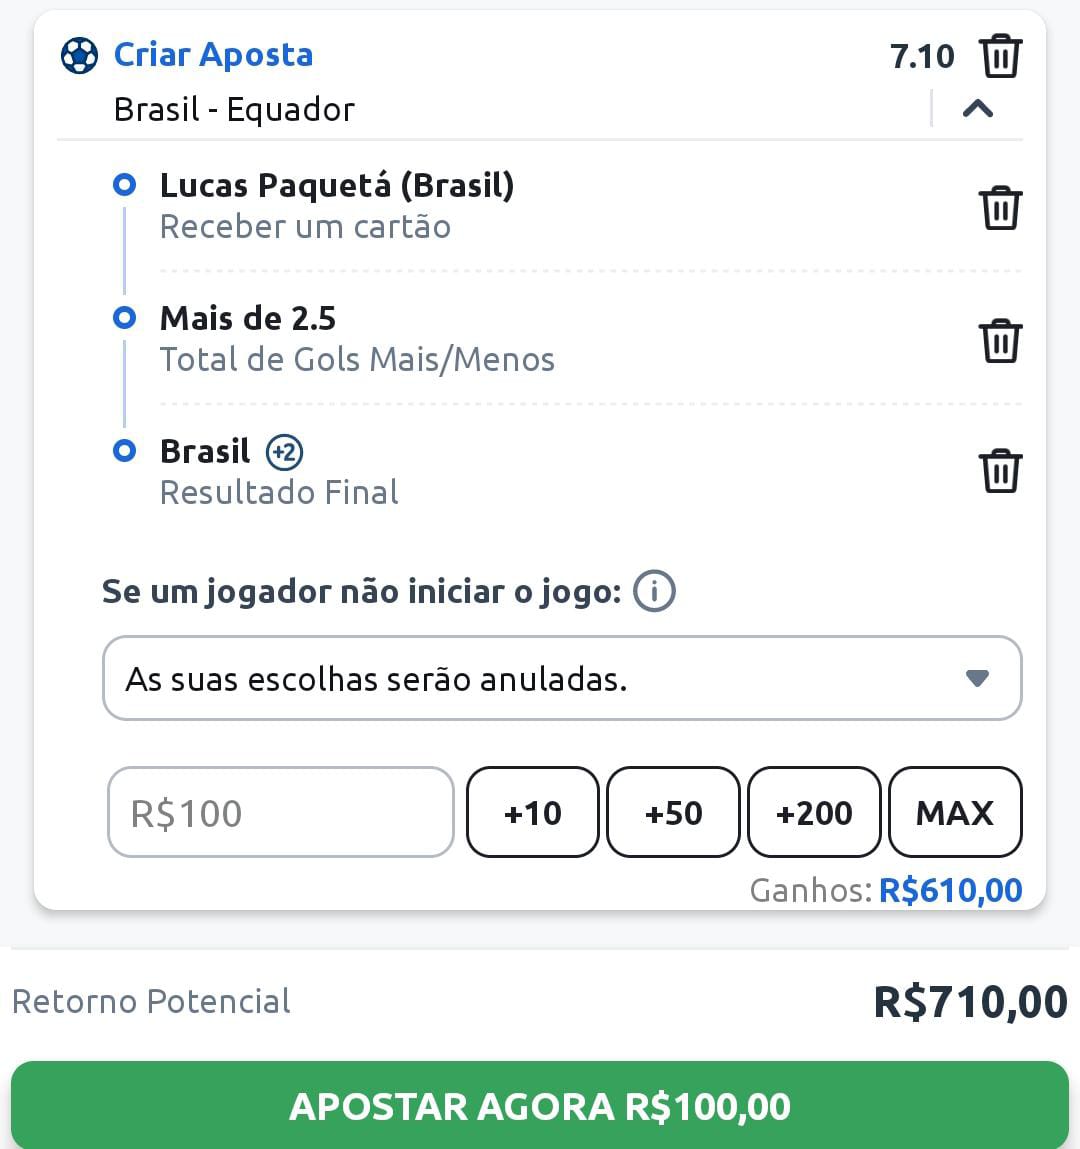 Criar Aposta 7.10
Brasil - Equador
Lucas Paquetá (Brasil)
Receber um cartão
Mais de 2.5
Total de Gols Mais/Menos
Brasil +2
Resultado Final
Se um jogador não iniciar o jogo: i
As suas escolhas serão anuladas.
R$100 +10 +50 +200 MAX
Ganhos: R$610,00
Retorno Potencial R$710,00
APOSTAR AGORA R$100,00